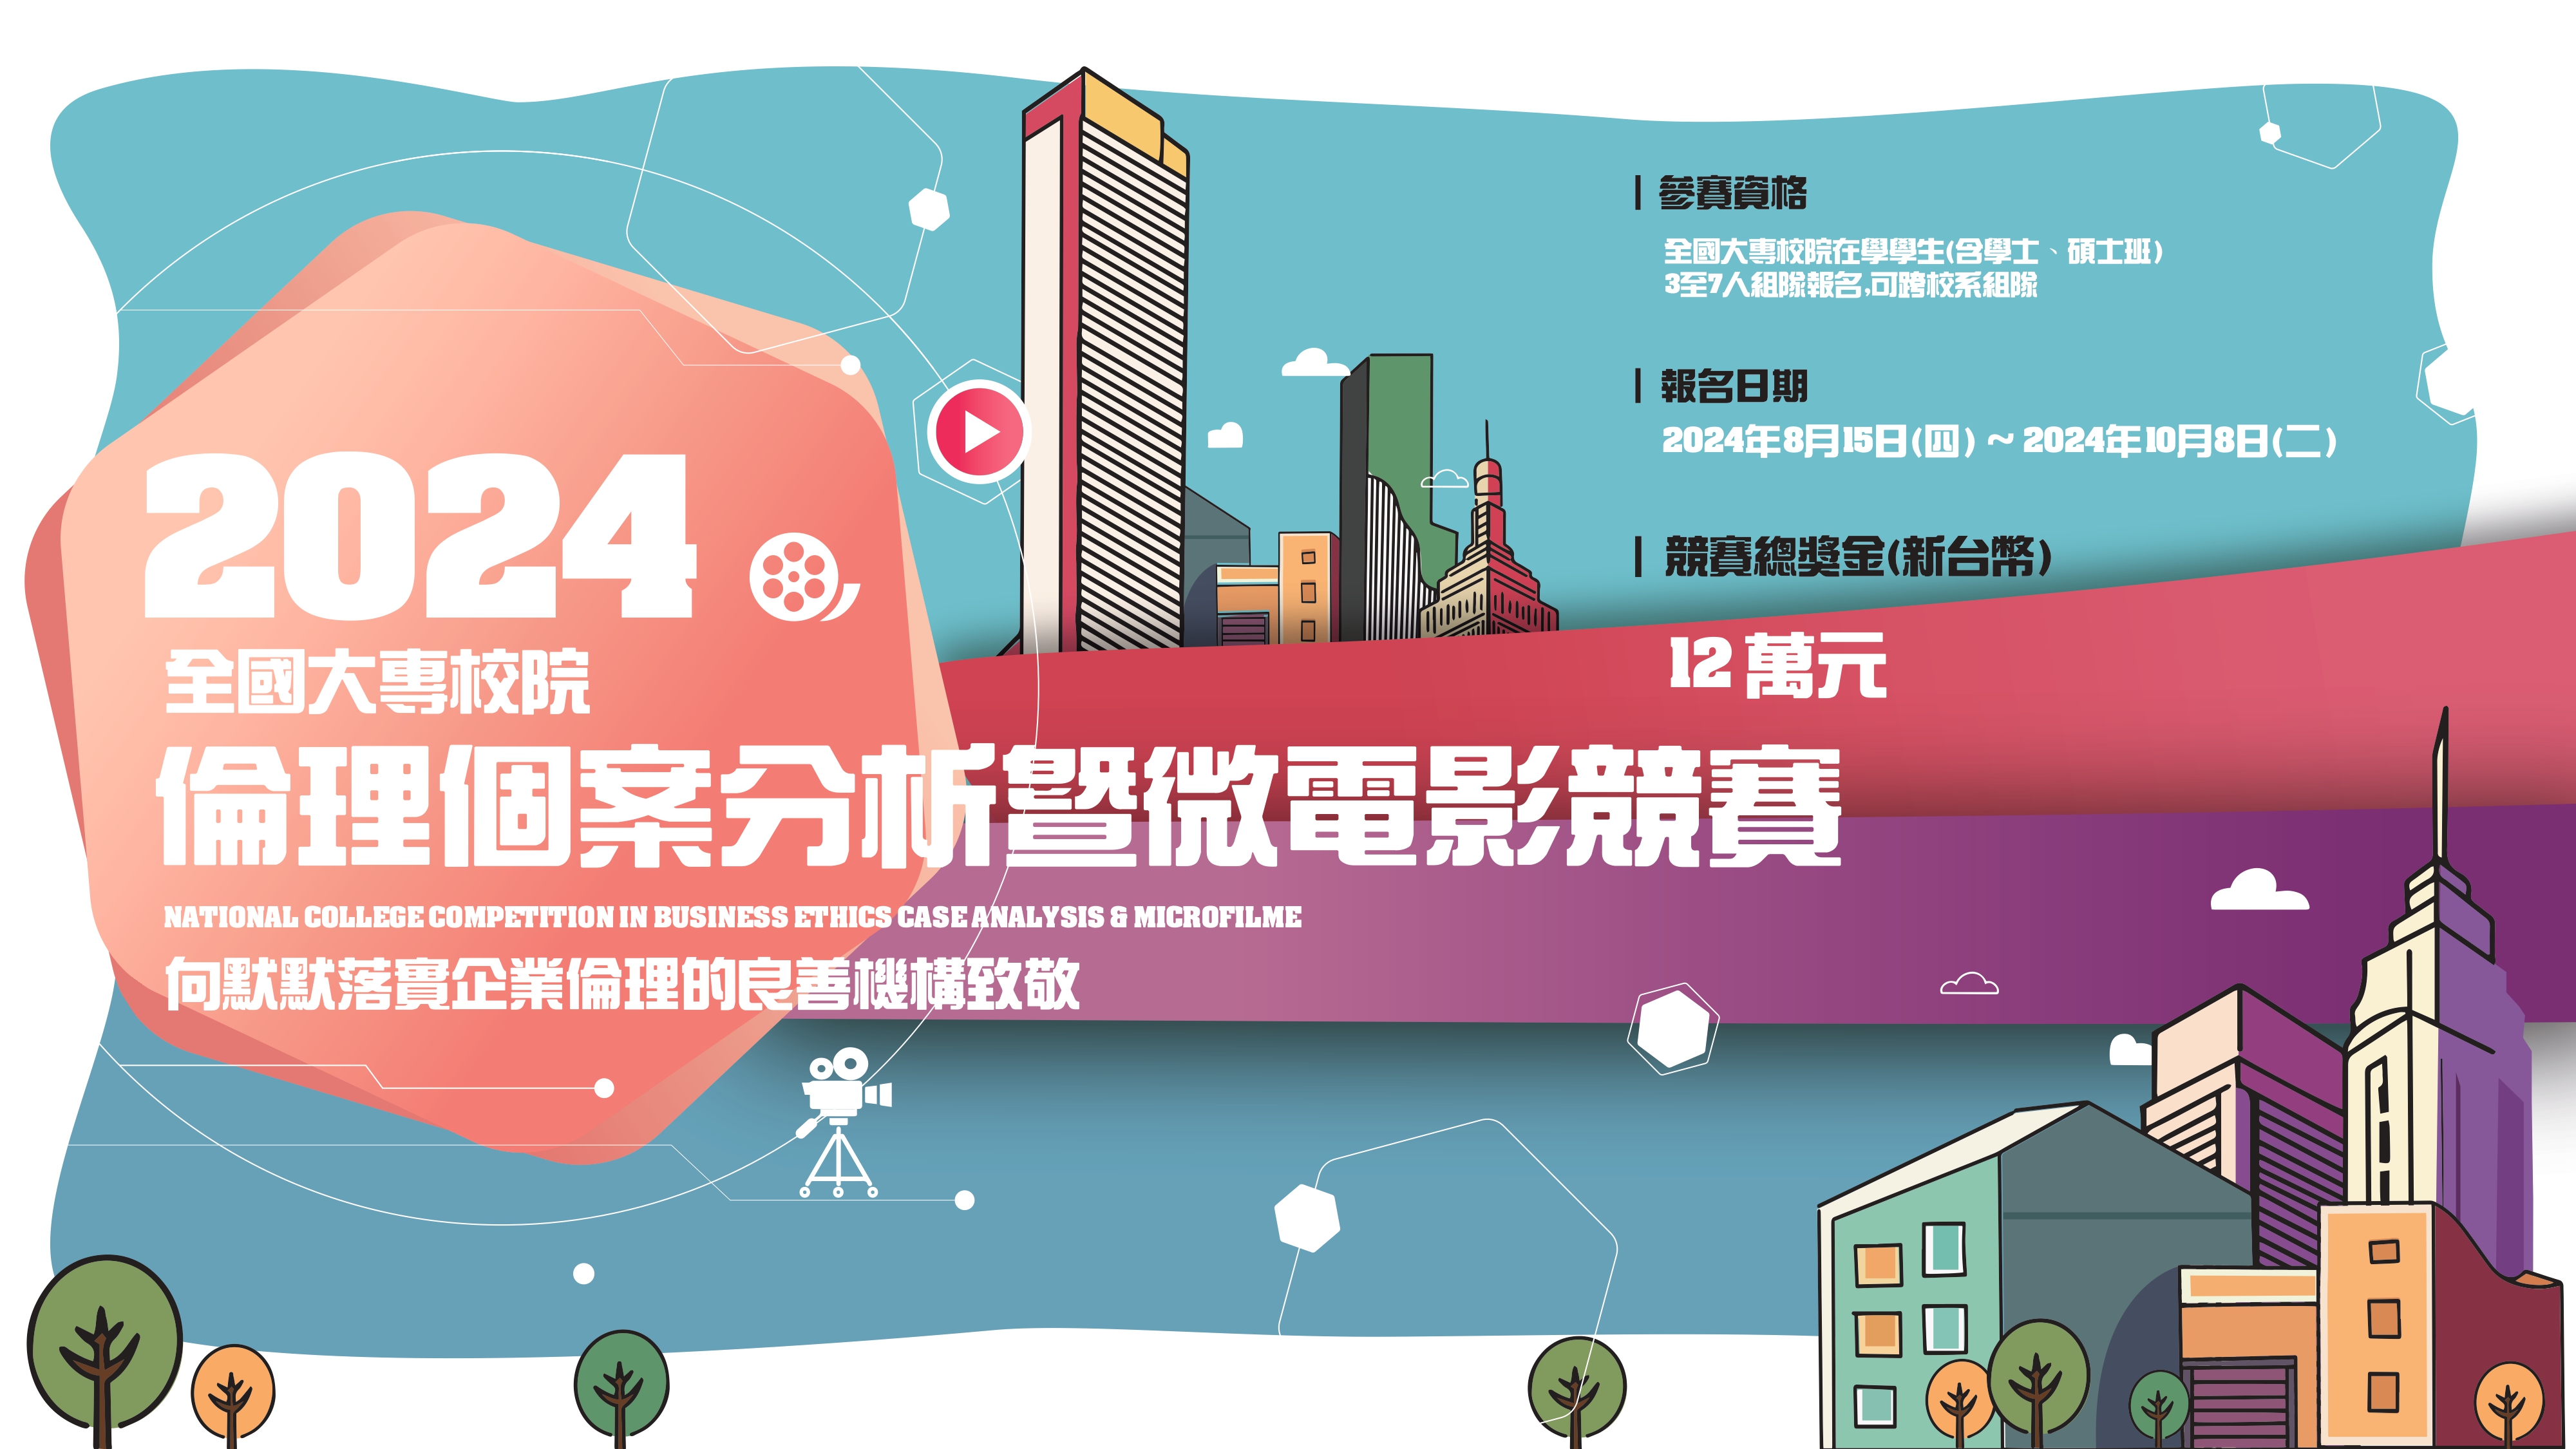 2024
全國大專校院
倫理個案分析暨微電影競賽
NATIONAL COLLEGE COMPETITION IN BUSINESS ETHICS CASE ANALYSIS & MICROFILME
向默默落實企業倫理的良善機構致敬
參賽資格
全國大專校院在學學生(含學士、碩士班)
3至7人組隊報名,可跨校系組隊
報名日期
2024年8月15日(四) ~ 2024年10月8日(二)
競賽總獎金(新台幣)
12 萬元